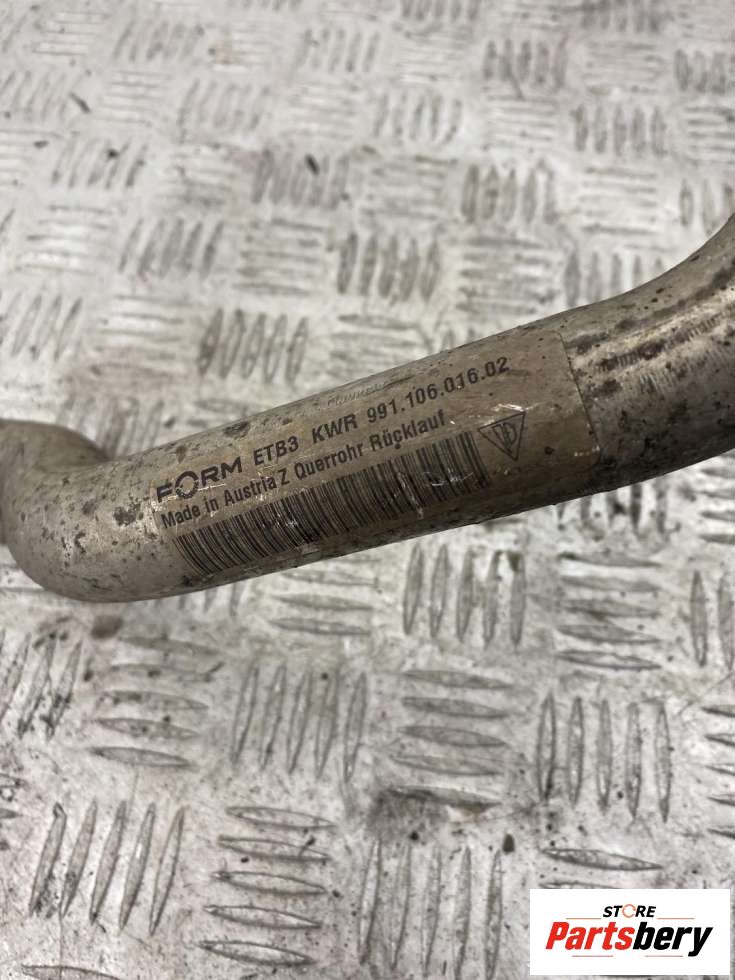 FORM ETB3 KWR 991.106.016.02
Made in Austria Z Querrohr Rücklauf
STORE
Partsbery